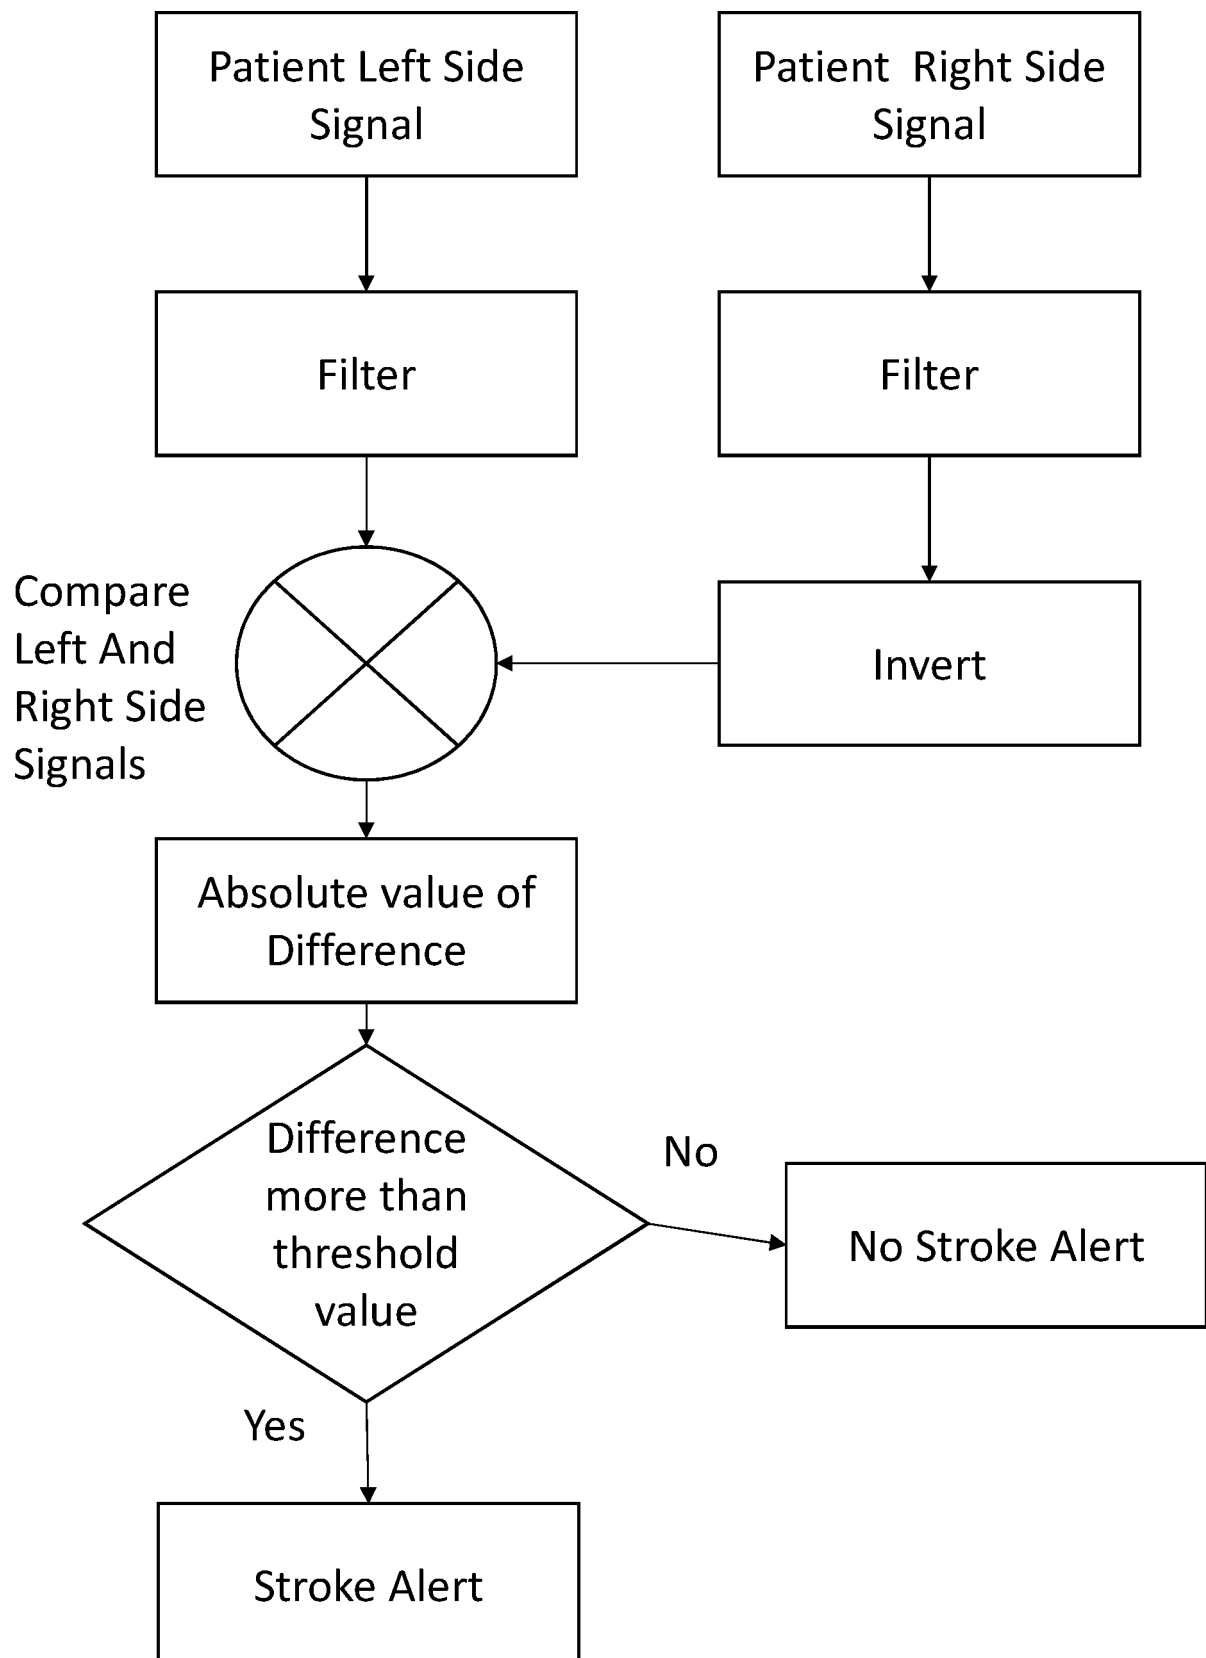 Patient Left Side
Signal
Patient  Right Side
Signal
Filter
Filter
Compare
Left And
Right Side
Signals
Invert
Absolute value of
Difference
Difference
more than
threshold
value
No
No Stroke Alert
Yes
Stroke Alert